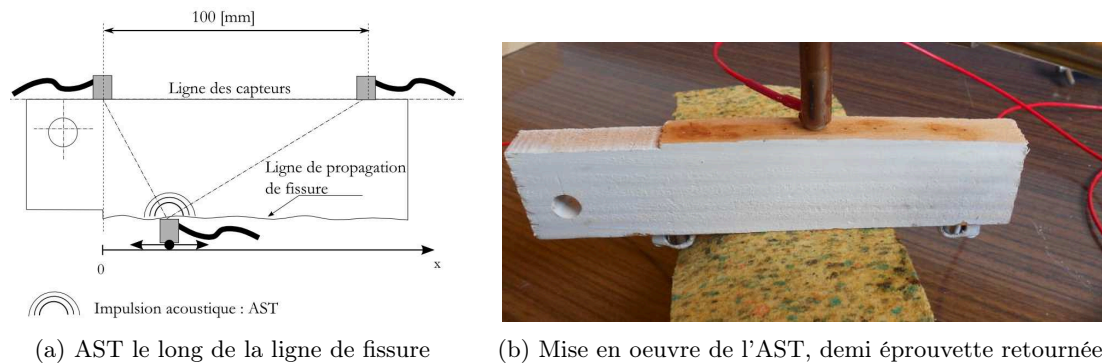 100 [mm]
Ligne des capteurs
Ligne de propagation
de fissure
0
x
Impulsion acoustique : AST
(a) AST le long de la ligne de fissure
(b) Mise en oeuvre de l'AST, demi éprouvette retournée